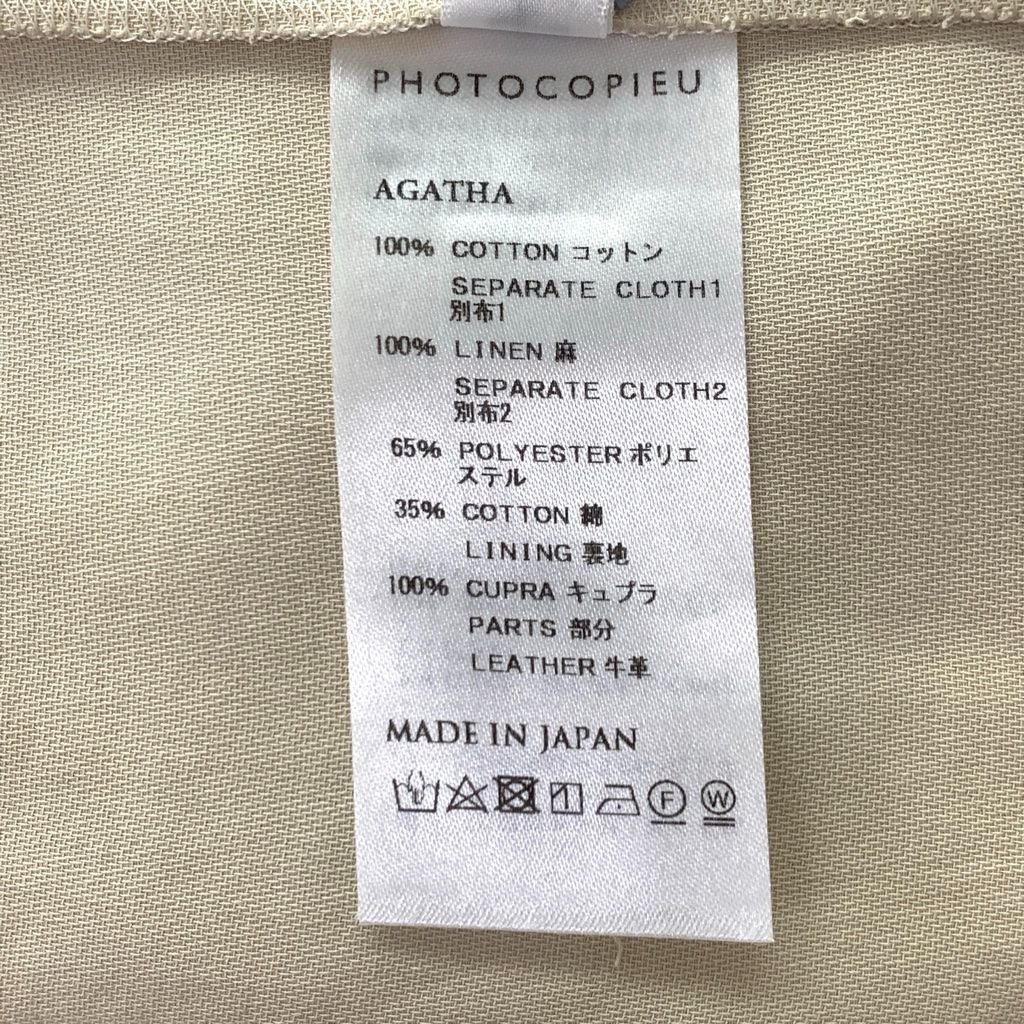 PHOTOCOPIEU
AGATHA
100% COTTON コットン
SEPARATE CLOTH1
別布1
100% LINEN 麻
SEPARATE CLOTH2
別布2
65% POLYESTER ポリエ
ステル
35% COTTON 綿
LINING 裏地
100% CUPRA キュプラ
PARTS 部分
LEATHER 牛革
MADE IN JAPAN
F W